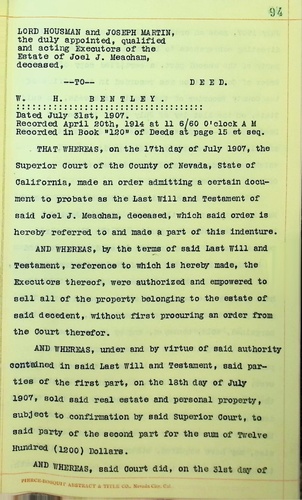 94
LORD HOUSMAN and JOSEPH MARTIN,
the duly appointed, qualified
and acting Executors of the
Estate of Joel J. Meacham,
deceased,
--TO-- DEED.
W. H. BENTLEY.
::::::::::::::::::::::::::::::::::::
Dated July 31st, 1907.
Recorded April 20th, 1914 at 11 6/60 O'clock A M
Recorded in Book "120" of Deeds at page 15 et seq.
THAT WHEREAS, on the 17th day of July 1907, the
Superior Court of the County of Nevada, State of
California, made an order admitting a certain docu-
ment to probate as the Last Will and Testament of
said Joel J. Meacham, deceased, which said order is
hereby referred to and made a part of this indenture.
AND WHEREAS, by the terms of said Last Will and
Testament, reference to which is hereby made, the
Executors thereof, were authorized and empowered to
sell all of the property belonging to the estate of
said decedent, without first procuring an order from
the Court therefor.
AND WHEREAS, under and by virtue of said authority
contained in said Last Will and Testament, said par-
ties of the first part, on the 18th day of July
1907, sold said real estate and personal property,
subject to confirmation by said Superior Court, to
said party of the second part for the sum of Twelve
Hundred (1200) Dollars.
AND WHEREAS, said Court did, on the 31st day of
ABSTRACT & TITLE CO., Nevada City, Cal.